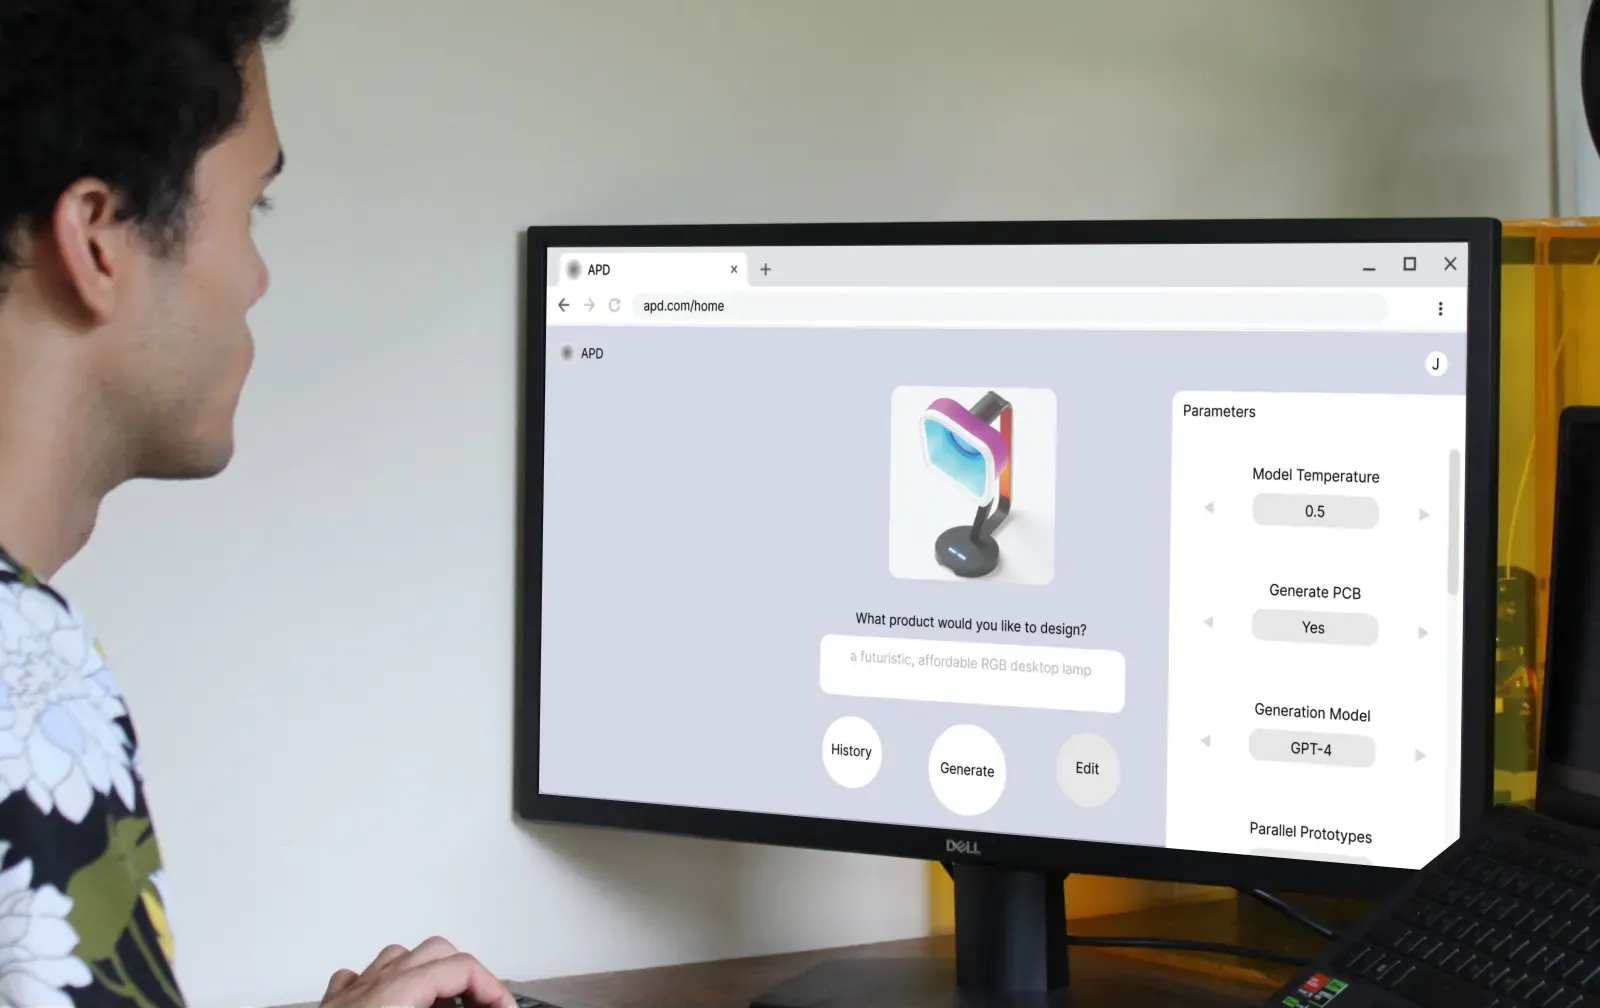 APD
apd.com/home
APD
J
Parameters
Model Temperature
0.5
Generate PCB
Yes
What product would you like to design?
a futuristic, affordable RGB desktop lamp
Generation Model
GPT-4
History
Generate
Edit
Parallel Prototypes
DELL